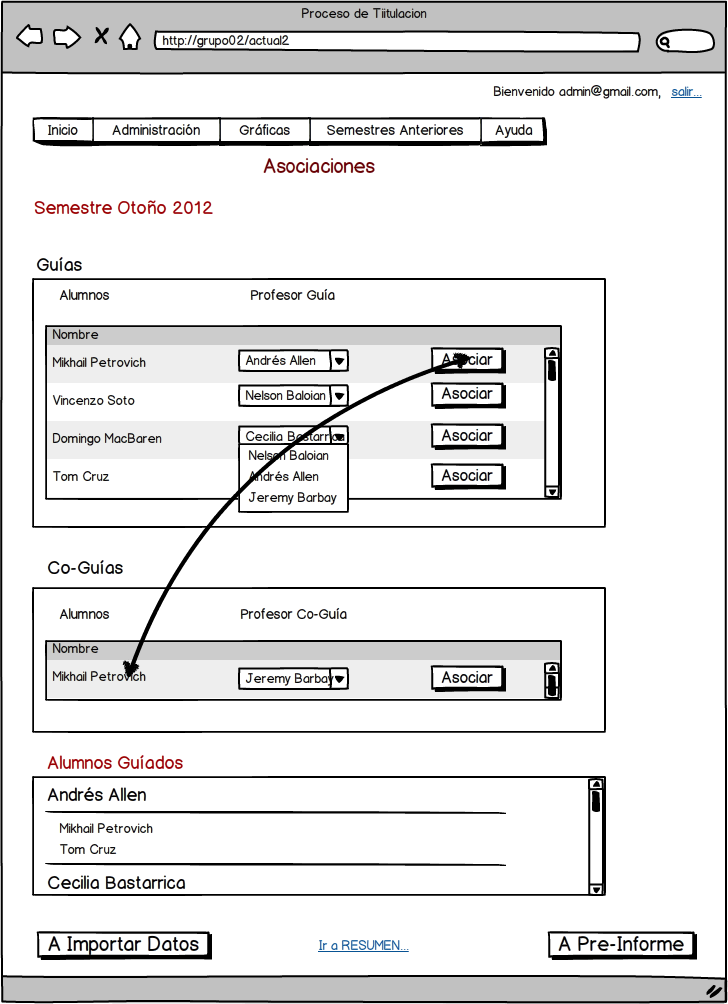 Proceso de Tiitulacion
http://grupo02/actual2
Bienvenido admin@gmail.com, salir...
Inicio Administración Gráficas Semestres Anteriores Ayuda
Asociaciones
Semestre Otoño 2012
Guías
Alumnos Profesor Guía
Nombre
Mikhail Petrovich Andrés Allen Asociar
Vincenzo Soto Nelson Baloian Asociar
Domingo MacBaren Cecilia Bastarrica Asociar
Nelson Baloian
Tom Cruz Andrés Allen Asociar
Jeremy Barbay
Co-Guías
Alumnos Profesor Co-Guía
Nombre
Mikhail Petrovich Jeremy Barbay Asociar
Alumnos Guíados
Andrés Allen
Mikhail Petrovich
Tom Cruz
Cecilia Bastarrica
A Importar Datos Ir a RESUMEN... A Pre-Informe